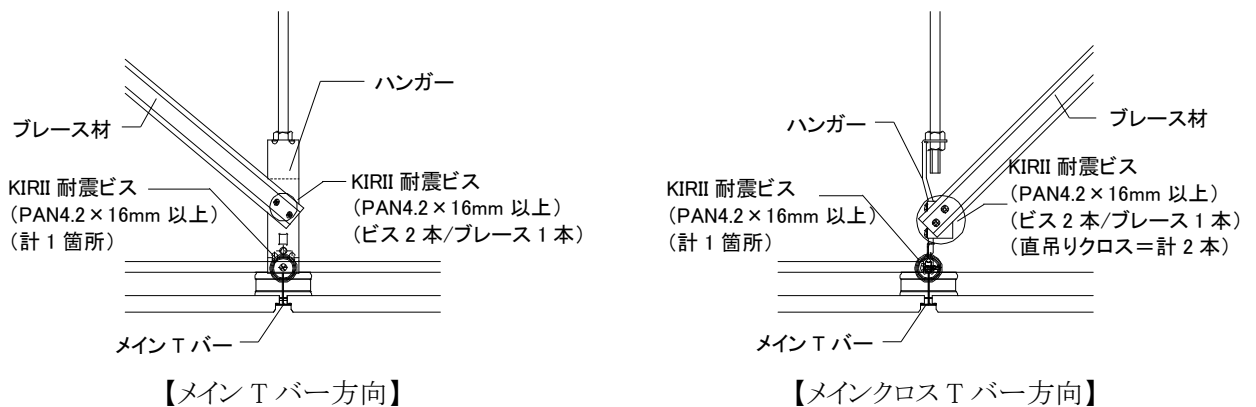 ハンガー
ブレース材
KIRII 耐震ビス
(PAN4.2×16mm 以上)
(計 1 箇所)
KIRII 耐震ビス
(PAN4.2×16mm 以上)
(ビス 2 本/ブレース 1 本)
メイン T バー
【メイン T バー方向】
ハンガー
ブレース材
KIRII 耐震ビス
(PAN4.2×16mm 以上)
(計 1 箇所)
KIRII 耐震ビス
(PAN4.2×16mm 以上)
(ビス 2 本/ブレース 1 本)
(直吊りクロス=計 2 本)
メイン T バー
【メインクロス T バー方向】